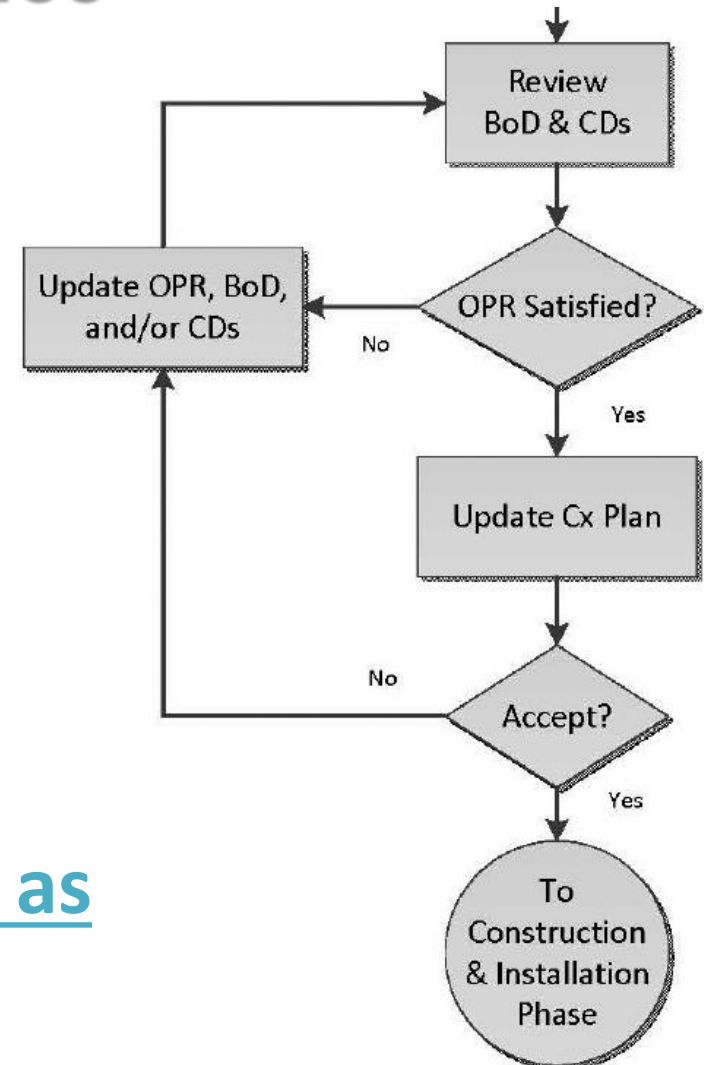 Review
BoD & CDs
Update OPR, BoD,
and/or CDs
OPR Satisfied?
No
Yes
Update Cx Plan
No
Accept?
Yes
as
To
Construction
& Installation
Phase